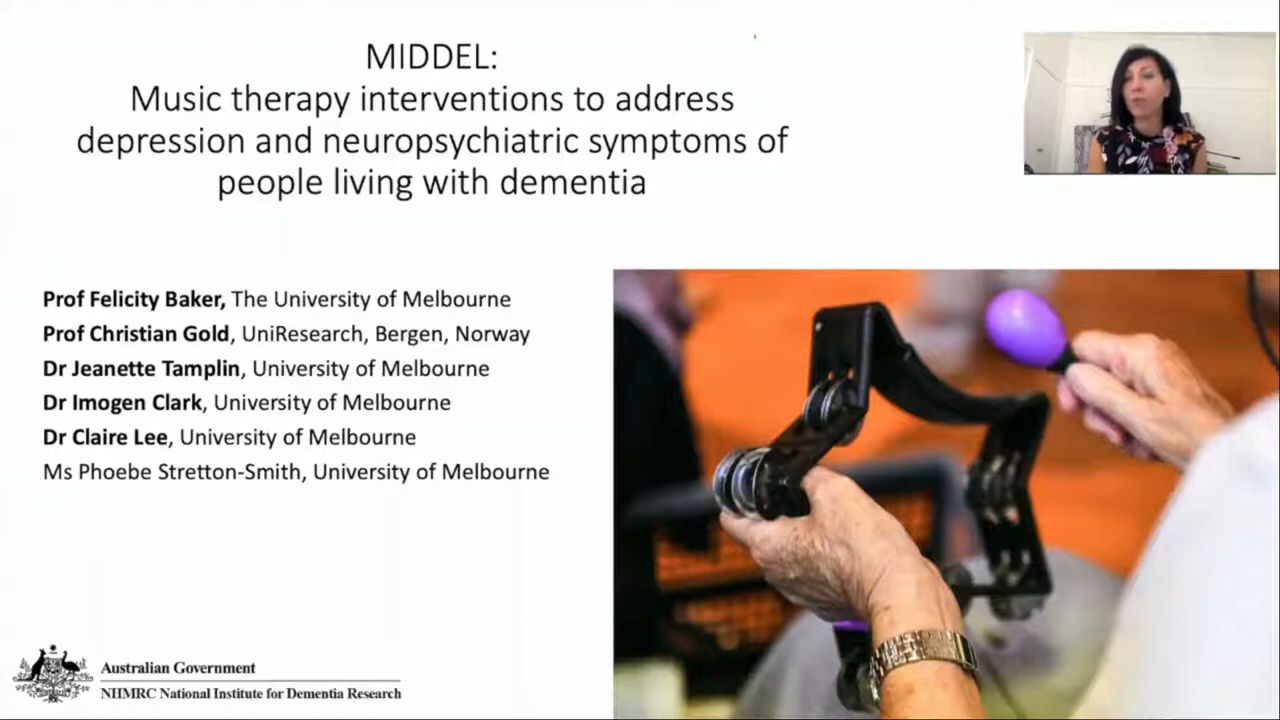 MIDDEL:
Music therapy interventions to address
depression and neuropsychiatric symptoms of
people living with dementia
Prof Felicity Baker, The University of Melbourne
Prof Christian Gold, UniResearch, Bergen, Norway
Dr Jeanette Tamplin, University of Melbourne
Dr Imogen Clark, University of Melbourne
Dr Claire Lee, University of Melbourne
Ms Phoebe Stretton-Smith, University of Melbourne
Australian Government
NHMRC National Institute for Dementia Research